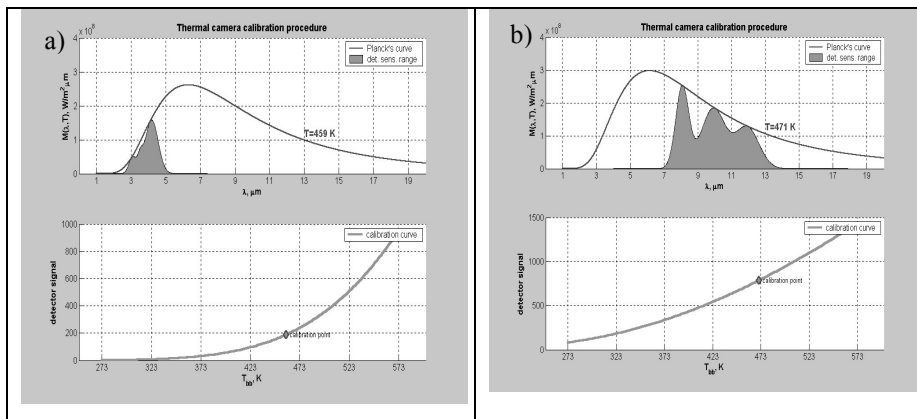 a)
Thermal camera calibration procedure
x 10⁸
M(λ,T), W/m²μm
4
3
2
1
0
Planck's curve
det. sens. range
T=459 K
1 3 5 7 9 11 13 15 17 19
λ, μm
detector signal
1000
800
600
400
200
0
calibration curve
calibration point
273 323 373 423 473 523 573
T_bb, K
b)
Thermal camera calibration procedure
x 10⁸
M(λ,T), W/m²μm
4
3
2
1
0
Planck's curve
det. sens. range
T=471 K
1 3 5 7 9 11 13 15 17 19
λ, μm
detector signal
1500
1000
500
0
calibration curve
calibration point
273 323 373 423 473 523 573
T_bb, K